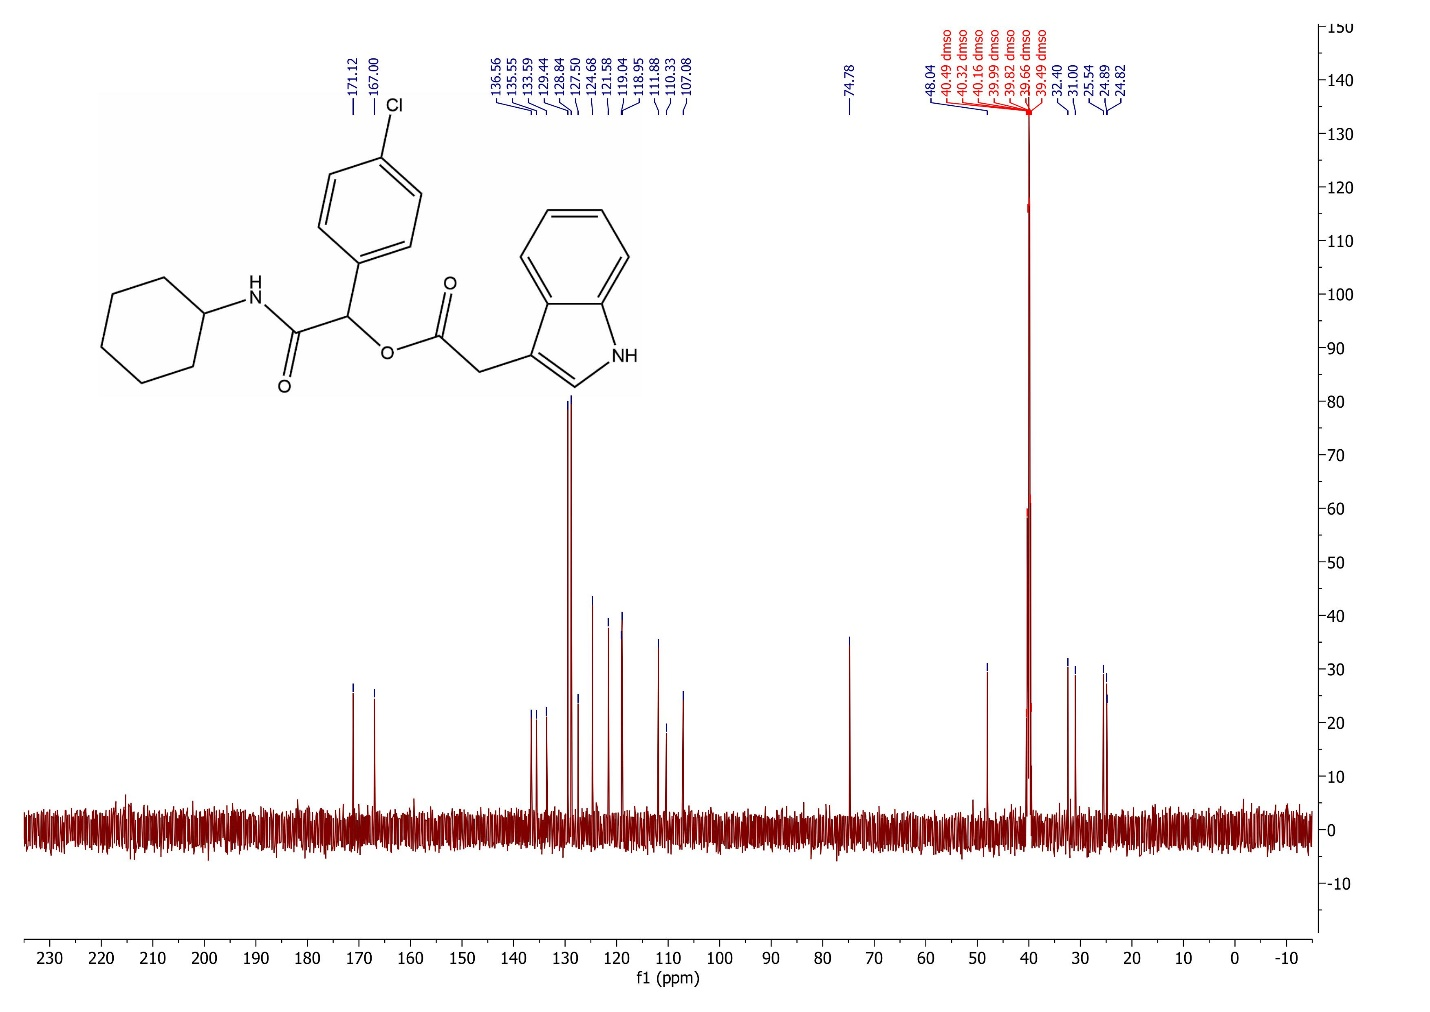 171.12
167.00
136.56
135.55
133.59
129.44
128.84
127.50
124.68
121.58
119.04
118.95
111.88
110.33
107.08
74.78
48.04
40.49 dmso
40.32 dmso
40.16 dmso
39.99 dmso
39.82 dmso
39.66 dmso
39.49 dmso
32.40
31.00
25.54
24.89
24.82
Cl
H
N
O
O
O
NH
150
140
130
120
110
100
90
80
70
60
50
40
30
20
10
0
-10
230 220 210 200 190 180 170 160 150 140 130 120 110 100 90 80 70 60 50 40 30 20 10 0 -10
f1 (ppm)